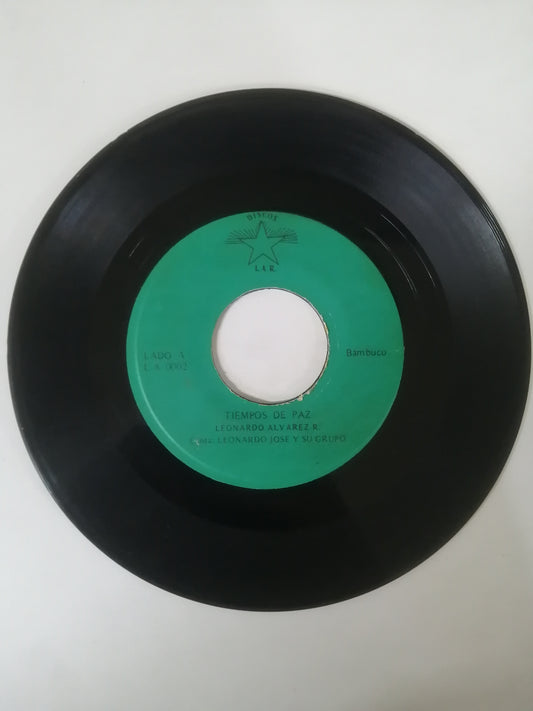 DISCOS
L.A.R.
LADO A
L A 0002
Bambuco
TIEMPOS DE PAZ
LEONARDO ALVAREZ R.
LEONARDO JOSE Y SU GRUPO